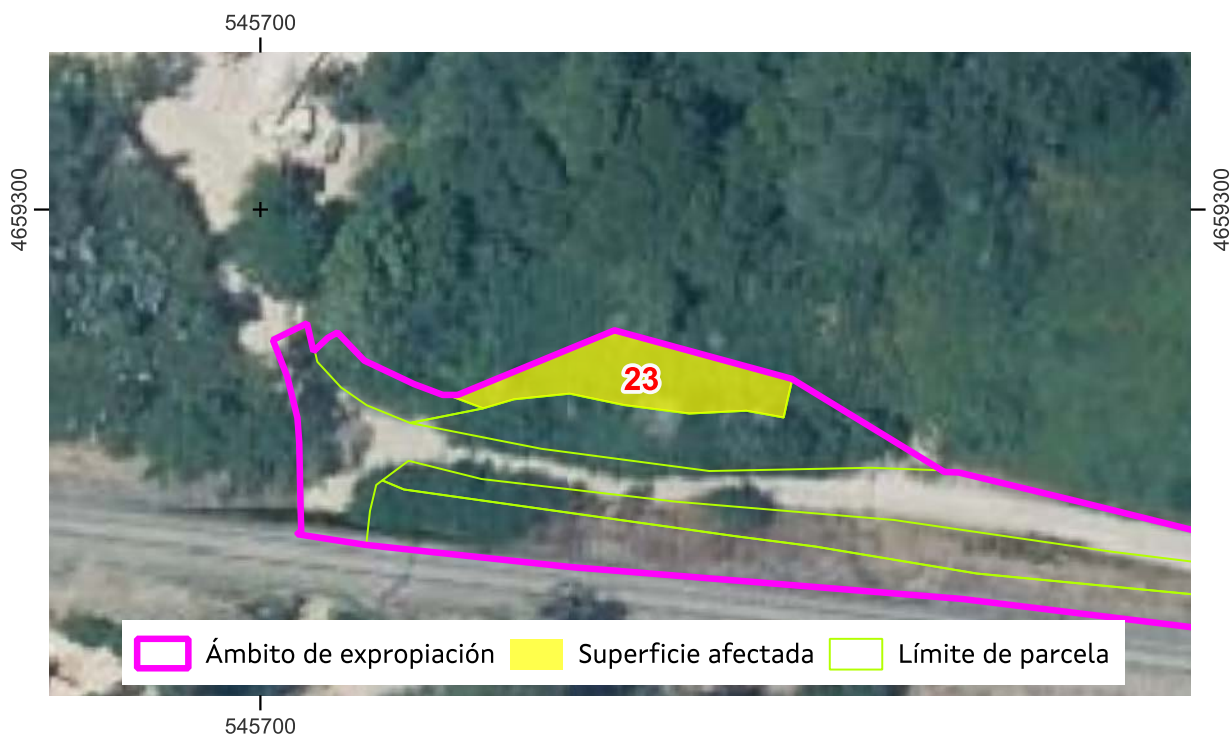 545700
4659300
4659300
23
Ámbito de expropiación
Superficie afectada
Límite de parcela
545700